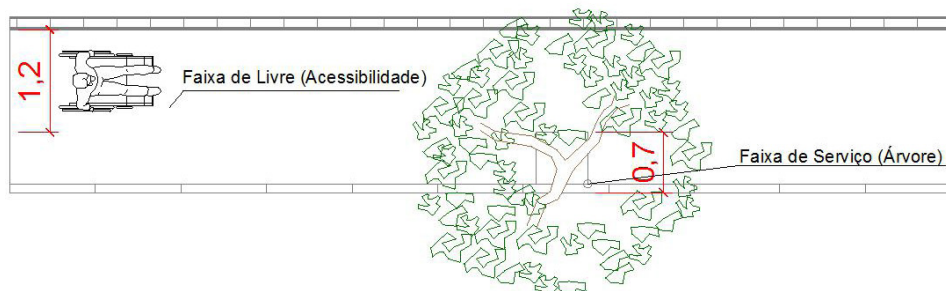 1,2
Faixa de Livre (Acessibilidade)
0,7
Faixa de Serviço (Árvore)